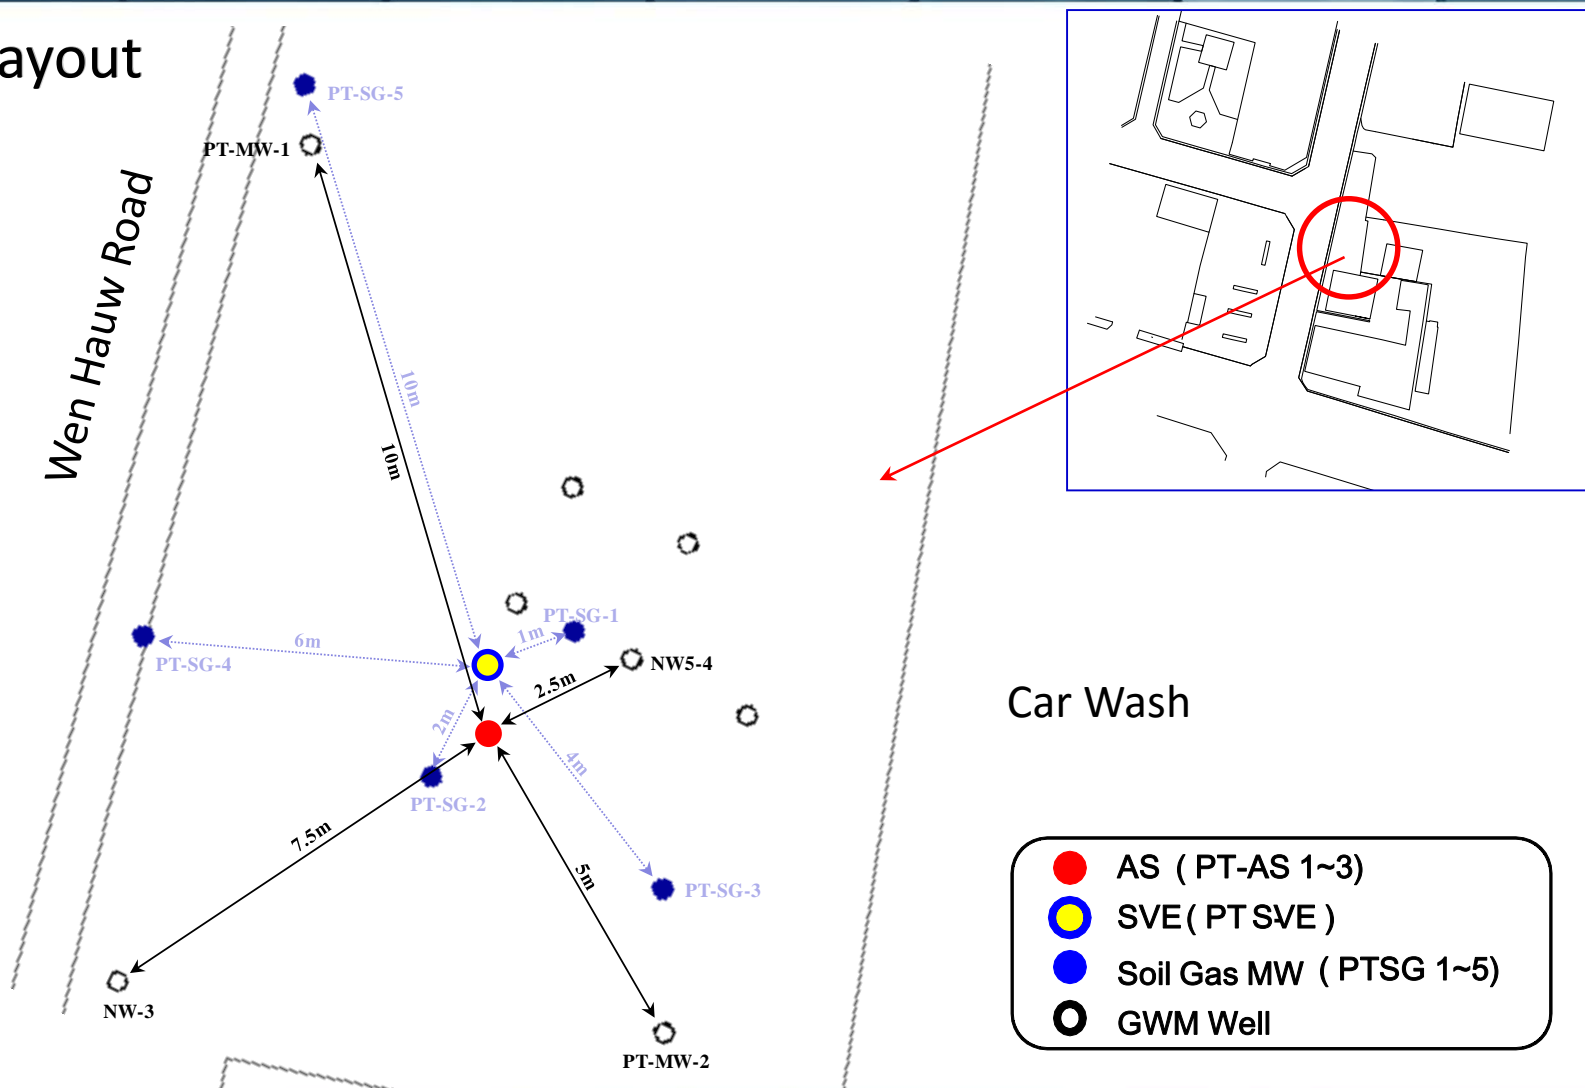 ayout
PT-SG-5
PT-MW-1
Wen Hauw Road
10m
10m
PT-SG-1
1m
6m
PT-SG-4
NW5-4
2.5m
2m
4m
PT-SG-2
7.5m
5m
PT-SG-3
NW-3
PT-MW-2
Car Wash
AS ( PT-AS 1~3)
SVE ( PT SVE )
Soil Gas MW ( PTSG 1~5)
GWM Well